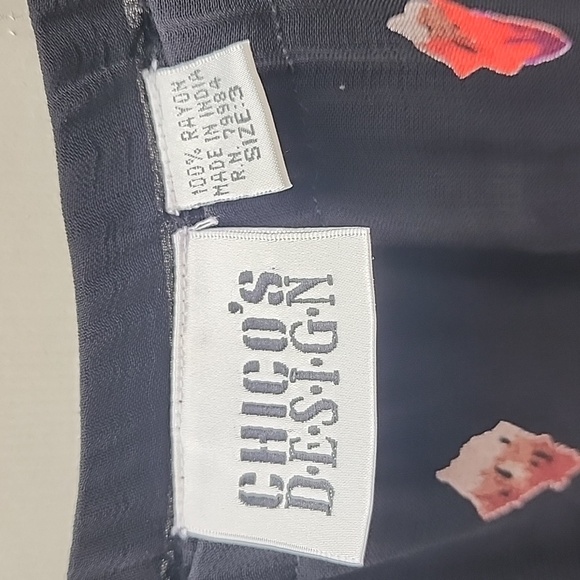 100% RAYON
MADE IN INDIA
R.N. 79984
SIZE:3
CHICO'S
D.E.S.I.G.N